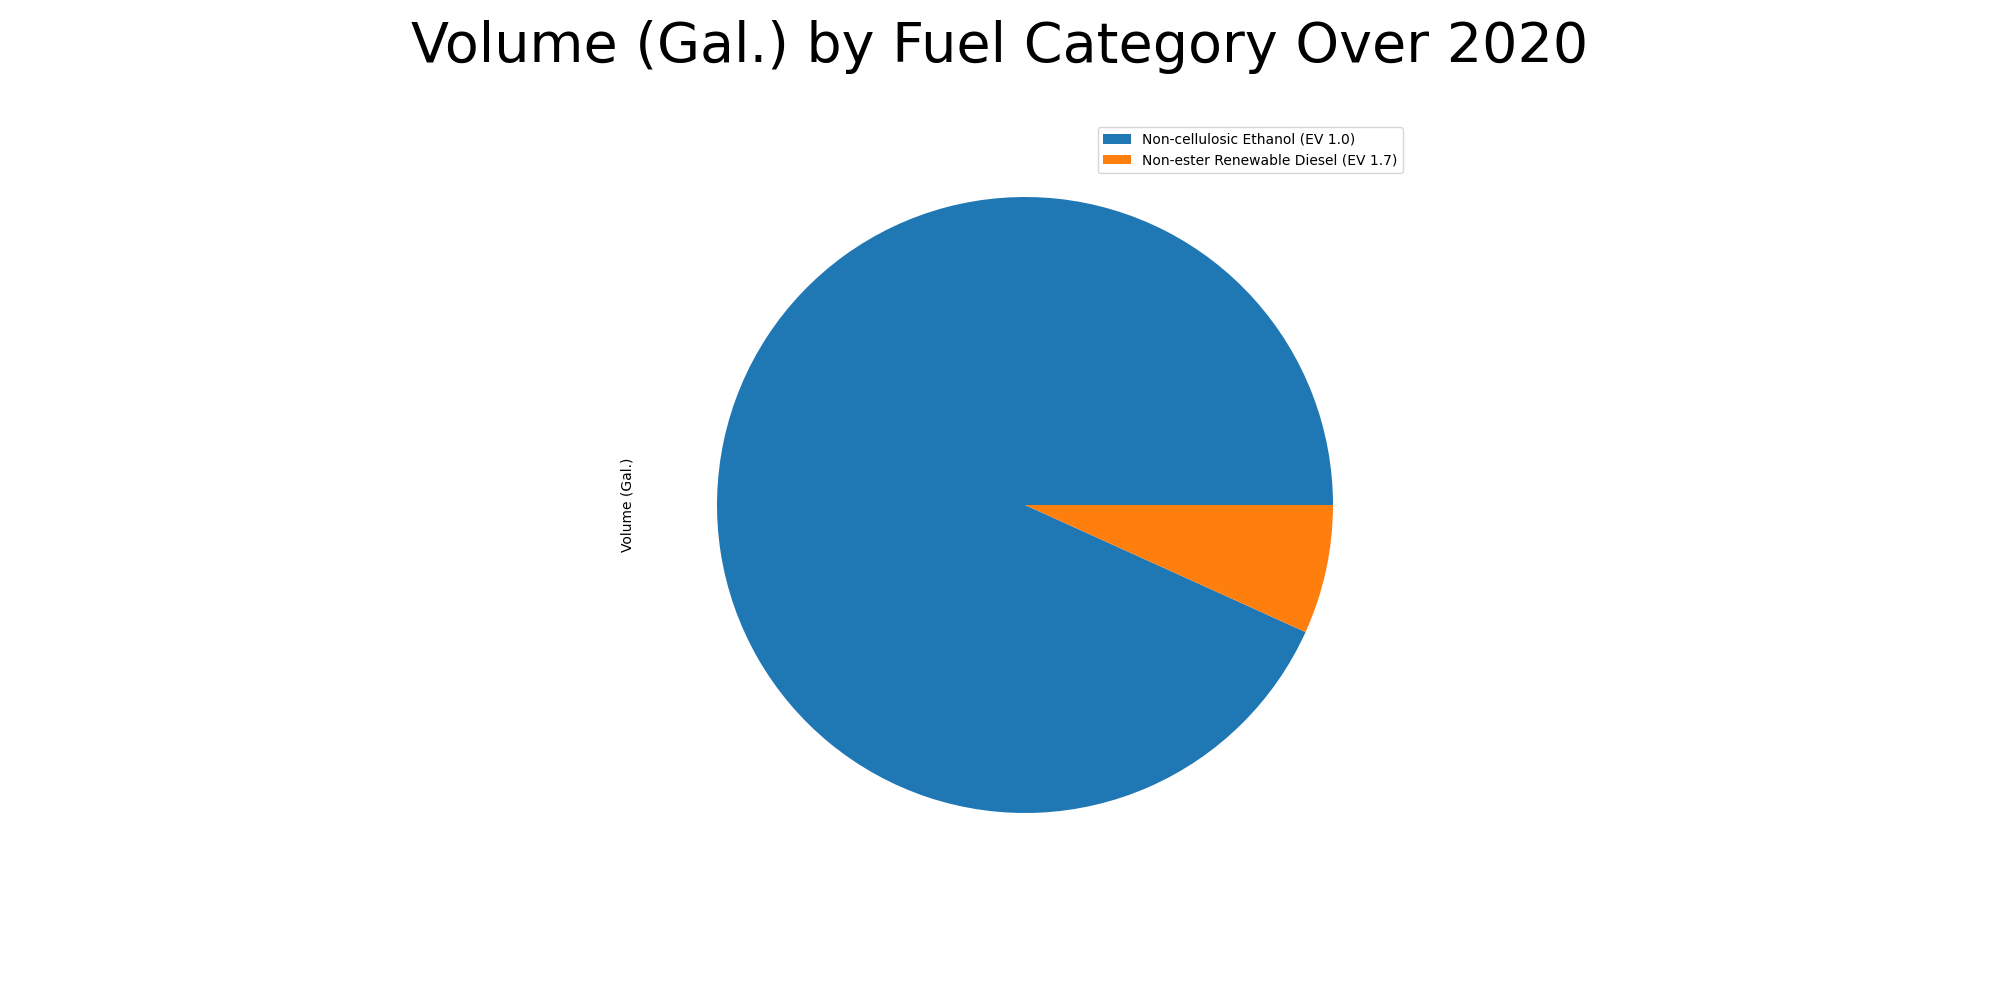 Volume (Gal.) by Fuel Category Over 2020
Non-cellulosic Ethanol (EV 1.0)
Non-ester Renewable Diesel (EV 1.7)
Volume (Gal.)